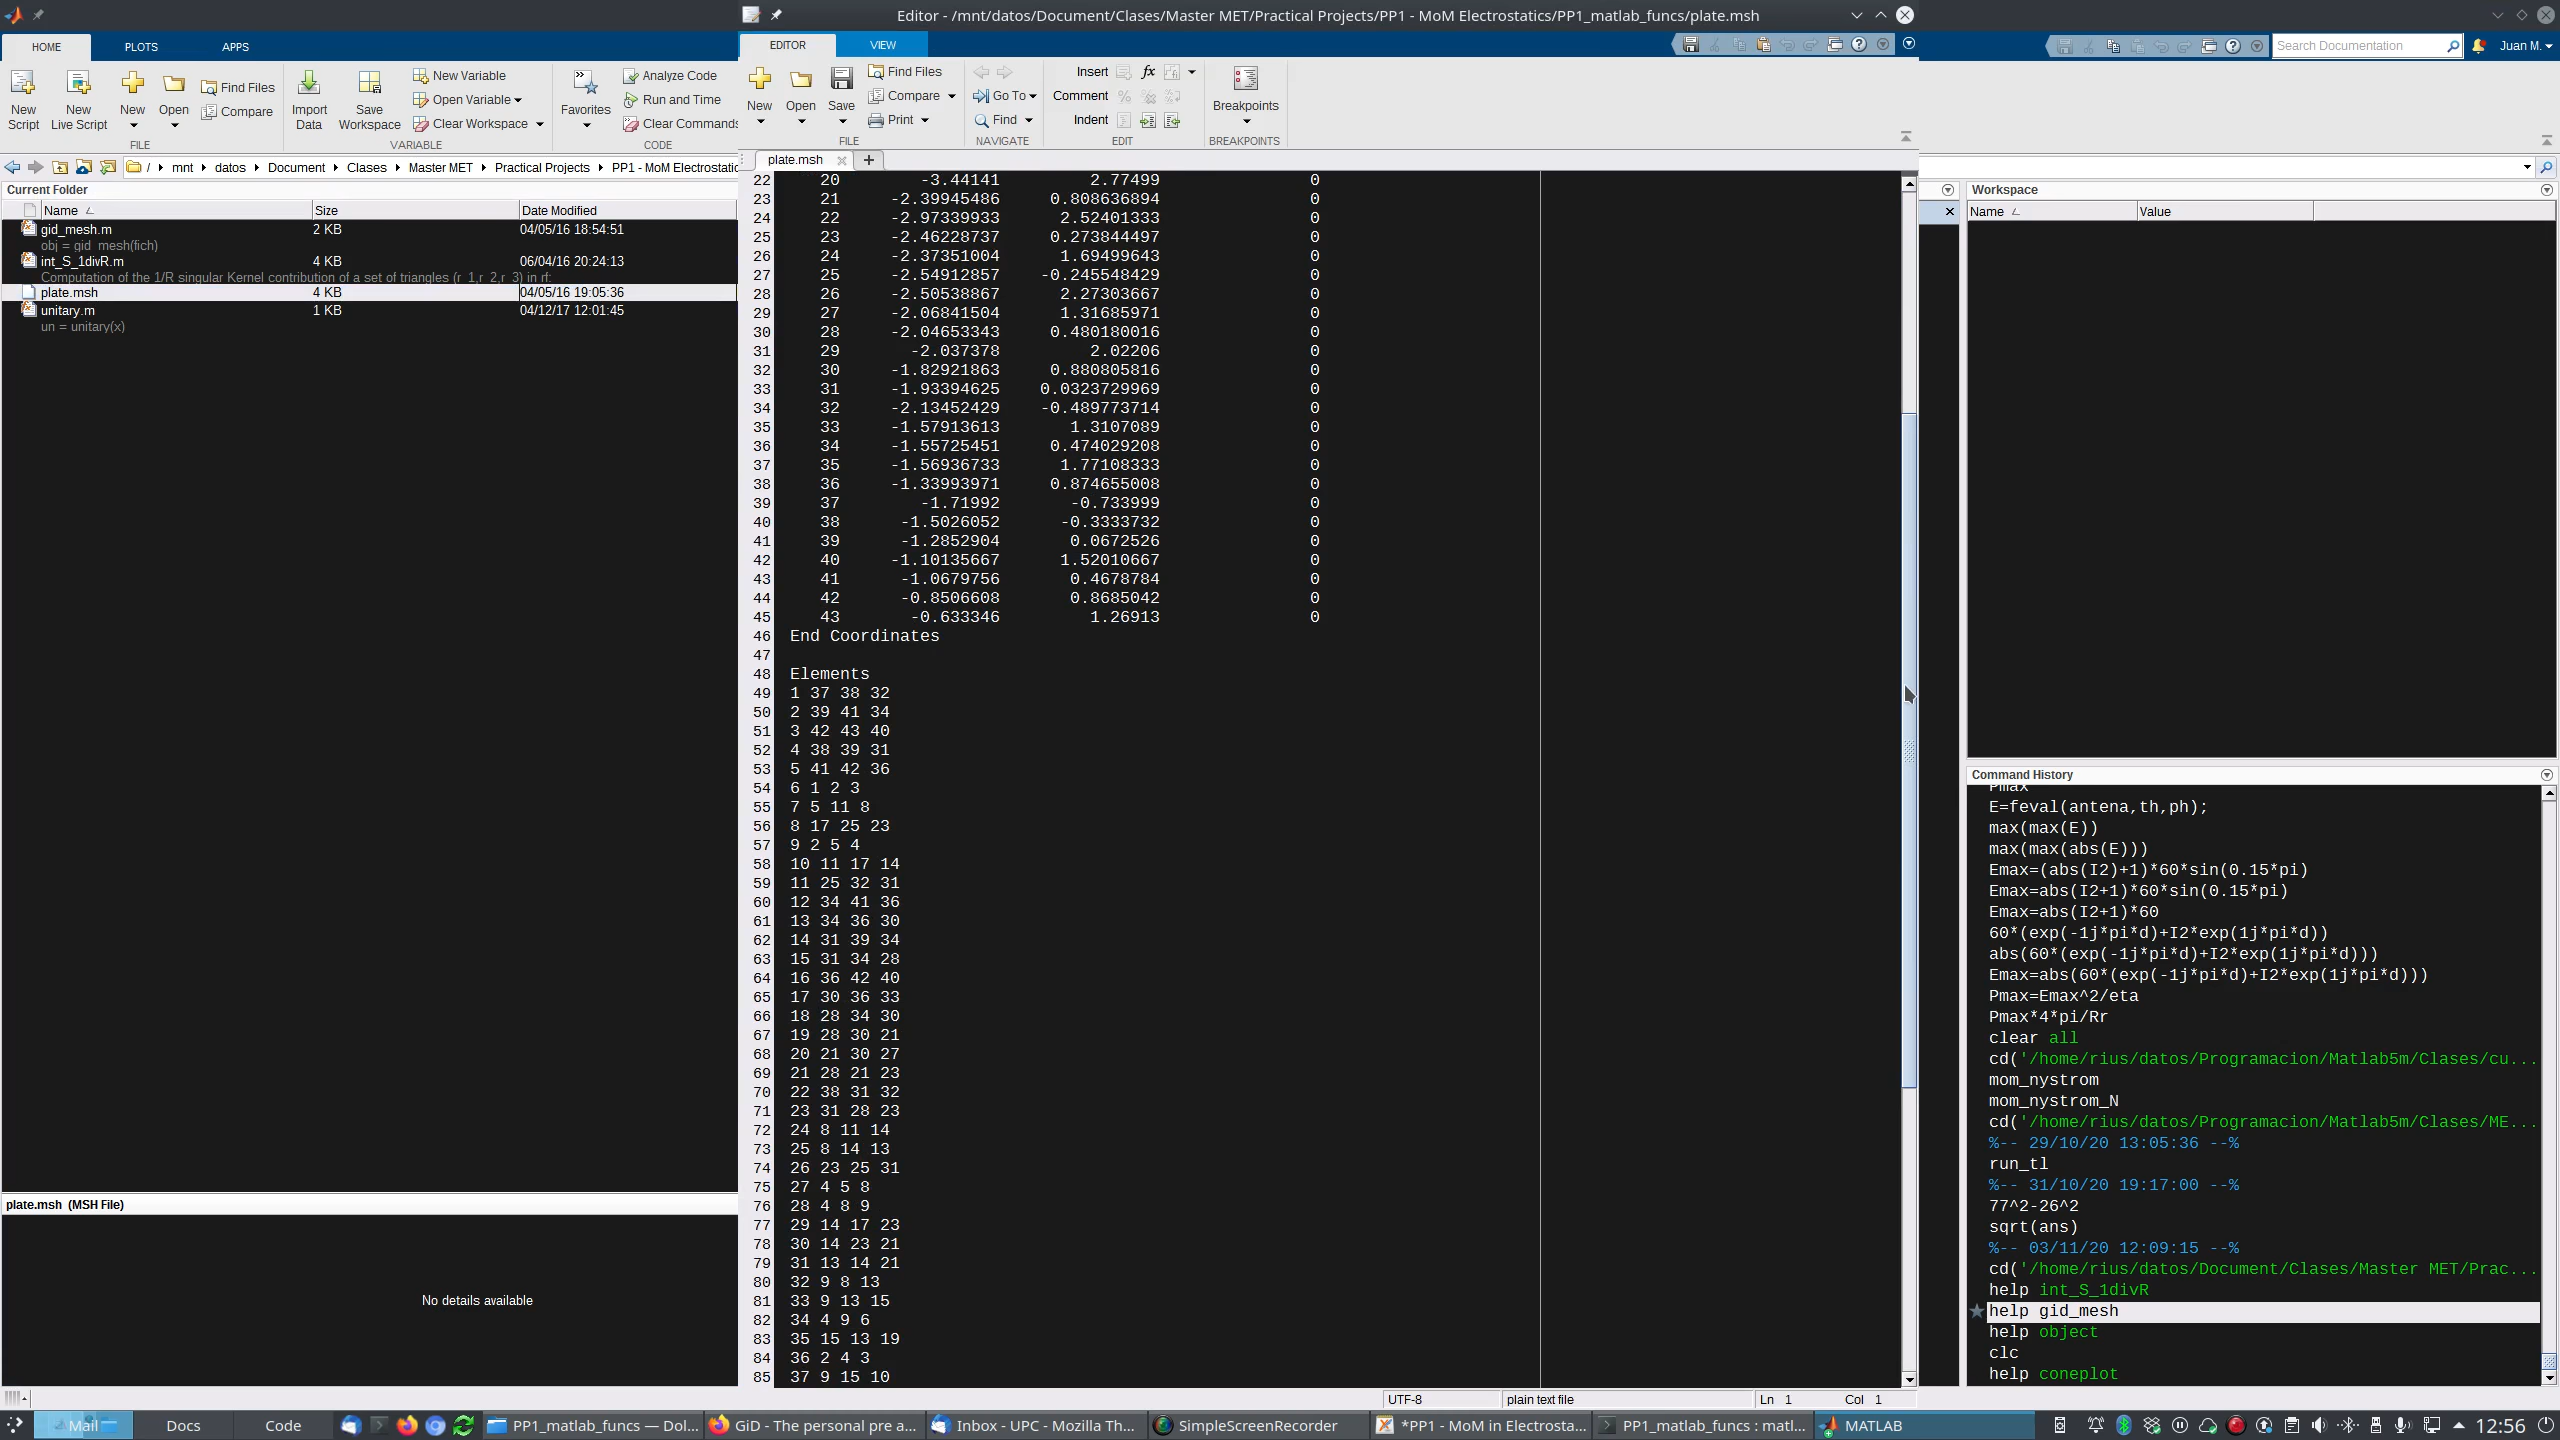 Editor - /mnt/datos/Document/Clases/Master MET/Practical Projects/PP1 - MoM Electrostatics/PP1_matlab_funcs/plate.msh
HOME PLOTS APPS
EDITOR VIEW
Search Documentation
Juan M.
New Script
New Live Script
New
Open
Find Files
Compare
Import Data
Save Workspace
New Variable
Open Variable
Clear Workspace
Favorites
Analyze Code
Run and Time
Clear Commands
FILE VARIABLE CODE
New
Open
Save
Find Files
Compare
Print
Go To
Find
Insert
Comment
Indent
fx
Breakpoints
FILE NAVIGATE EDIT BREAKPOINTS
/ mnt datos Document Clases Master MET Practical Projects PP1 - MoM Electrostatic
Current Folder
Name Size Date Modified
gid_mesh.m 2 KB 04/05/16 18:54:51
obj = gid_mesh(fich)
int_S_1divR.m 4 KB 06/04/16 20:24:13
Computation of the 1/R singular Kernel contribution of a set of triangles (r_1,r_2,r_3) in rf:
plate.msh 4 KB 04/05/16 19:05:36
unitary.m 1 KB 04/12/17 12:01:45
un = unitary(x)
plate.msh (MSH File)
No details available
plate.msh
22 20 -3.44141 2.77499 0
23 21 -2.39945486 0.808636894 0
24 22 -2.97339933 2.52401333 0
25 23 -2.46228737 0.273844497 0
26 24 -2.37351004 1.69499643 0
27 25 -2.54912857 -0.245548429 0
28 26 -2.50538867 2.27303667 0
29 27 -2.06841504 1.31685971 0
30 28 -2.04653343 0.480180016 0
31 29 -2.037378 2.02206 0
32 30 -1.82921863 0.880805816 0
33 31 -1.93394625 0.0323729969 0
34 32 -2.13452429 -0.489773714 0
35 33 -1.57913613 1.3107089 0
36 34 -1.55725451 0.474029208 0
37 35 -1.56936733 1.77108333 0
38 36 -1.33993971 0.874655008 0
39 37 -1.71992 -0.733999 0
40 38 -1.5026052 -0.3333732 0
41 39 -1.2852904 0.0672526 0
42 40 -1.10135667 1.52010667 0
43 41 -1.0679756 0.4678784 0
44 42 -0.8506608 0.8685042 0
45 43 -0.633346 1.26913 0
46 End Coordinates
47
48 Elements
49 1 37 38 32
50 2 39 41 34
51 3 42 43 40
52 4 38 39 31
53 5 41 42 36
54 6 1 2 3
55 7 5 11 8
56 8 17 25 23
57 9 2 5 4
58 10 11 17 14
59 11 25 32 31
60 12 34 41 36
61 13 34 36 30
62 14 31 39 34
63 15 31 34 28
64 16 36 42 40
65 17 30 36 33
66 18 28 34 30
67 19 28 30 21
68 20 21 30 27
69 21 28 21 23
70 22 38 31 32
71 23 31 28 23
72 24 8 11 14
73 25 8 14 13
74 26 23 25 31
75 27 4 5 8
76 28 4 8 9
77 29 14 17 23
78 30 14 23 21
79 31 13 14 21
80 32 9 8 13
81 33 9 13 15
82 34 4 9 6
83 35 15 13 19
84 36 2 4 3
85 37 9 15 10
UTF-8 plain text file Ln 1 Col 1
Workspace
Name Value
Command History
Pmax
E=feval(antena,th,ph);
max(max(E))
max(max(abs(E)))
Emax=(abs(I2)+1)*60*sin(0.15*pi)
Emax=abs(I2+1)*60*sin(0.15*pi)
Emax=abs(I2+1)*60
60*(exp(-1j*pi*d)+I2*exp(1j*pi*d))
abs(60*(exp(-1j*pi*d)+I2*exp(1j*pi*d)))
Emax=abs(60*(exp(-1j*pi*d)+I2*exp(1j*pi*d)))
Pmax=Emax^2/eta
Pmax*4*pi/Rr
clear all
cd('/home/rius/datos/Programacion/Matlab5m/Clases/cu...
mom_nystrom
mom_nystrom_N
cd('/home/rius/datos/Programacion/Matlab5m/Clases/ME...
%-- 29/10/20 13:05:36 --%
run_tl
%-- 31/10/20 19:17:00 --%
77^2-26^2
sqrt(ans)
%-- 03/11/20 12:09:15 --%
cd('/home/rius/datos/Document/Clases/Master MET/Prac...
help int_S_1divR
help gid_mesh
help object
clc
help coneplot
Mail Docs Code
PP1_matlab_funcs — Dol...
GiD - The personal pre a...
Inbox - UPC - Mozilla Th...
SimpleScreenRecorder
*PP1 - MoM in Electrosta...
PP1_matlab_funcs : matl...
MATLAB
12:56